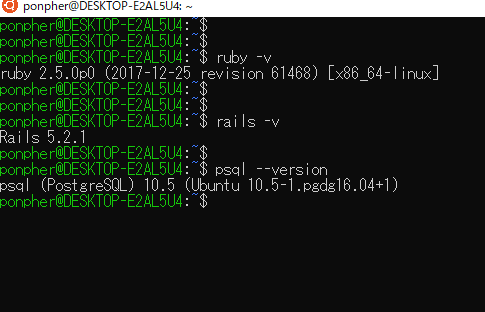 ponpher@DESKTOP-E2AL5U4: ~
ponpher@DESKTOP-E2AL5U4:~$
ponpher@DESKTOP-E2AL5U4:~$
ponpher@DESKTOP-E2AL5U4:~$ ruby -v
ruby 2.5.0p0 (2017-12-25 revision 61468) [x86_64-linux]
ponpher@DESKTOP-E2AL5U4:~$
ponpher@DESKTOP-E2AL5U4:~$
ponpher@DESKTOP-E2AL5U4:~$ rails -v
Rails 5.2.1
ponpher@DESKTOP-E2AL5U4:~$
ponpher@DESKTOP-E2AL5U4:~$ psql --version
psql (PostgreSQL) 10.5 (Ubuntu 10.5-1.pgdg16.04+1)
ponpher@DESKTOP-E2AL5U4:~$